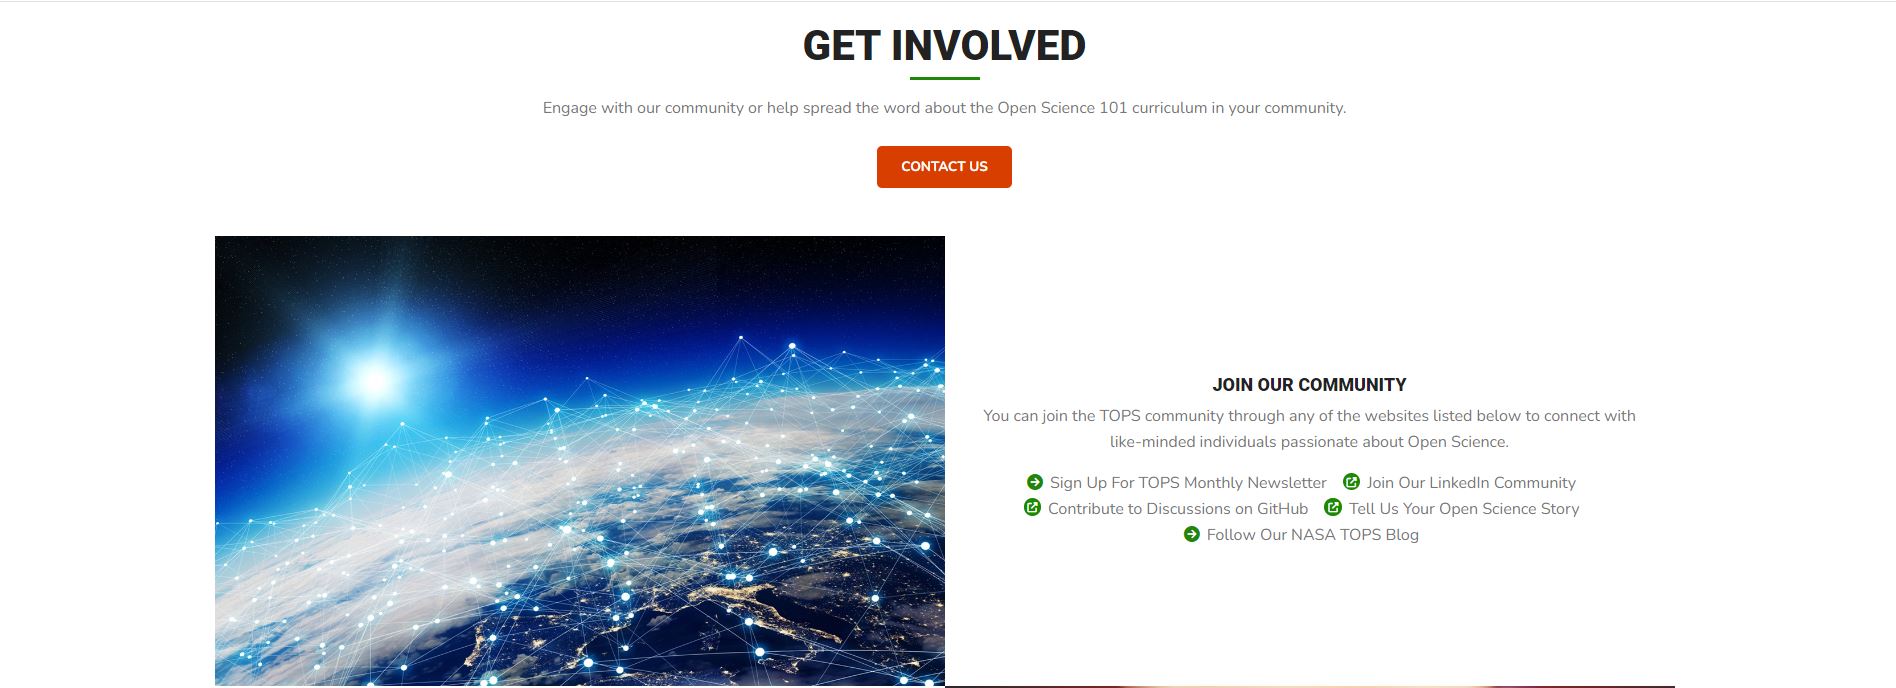 GET INVOLVED
Engage with our community or help spread the word about the Open Science 101 curriculum in your community.
CONTACT US
JOIN OUR COMMUNITY
You can join the TOPS community through any of the websites listed below to connect with
like-minded individuals passionate about Open Science.
Sign Up For TOPS Monthly Newsletter Join Our LinkedIn Community
Contribute to Discussions on GitHub Tell Us Your Open Science Story
Follow Our NASA TOPS Blog